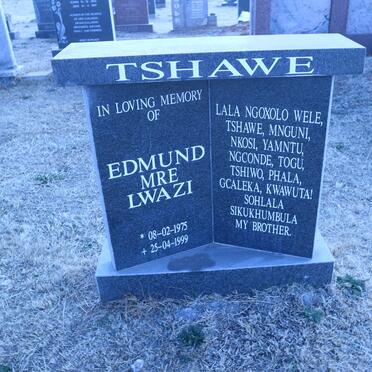 TSHAWE
IN LOVING MEMORY
OF
EDMUND
MRE
LWAZI
* 08-02-1975
+ 25-04-1999
LALA NGOXOLO WELE,
TSHAWE, MNGUNI,
NKOSI, YAMNTU,
NGCONDE, TOGU,
TSHIWO, PHALA,
GCALEKA, KWAWUTA!
SOHLALA
SIKUKHUMBULA
MY BROTHER.